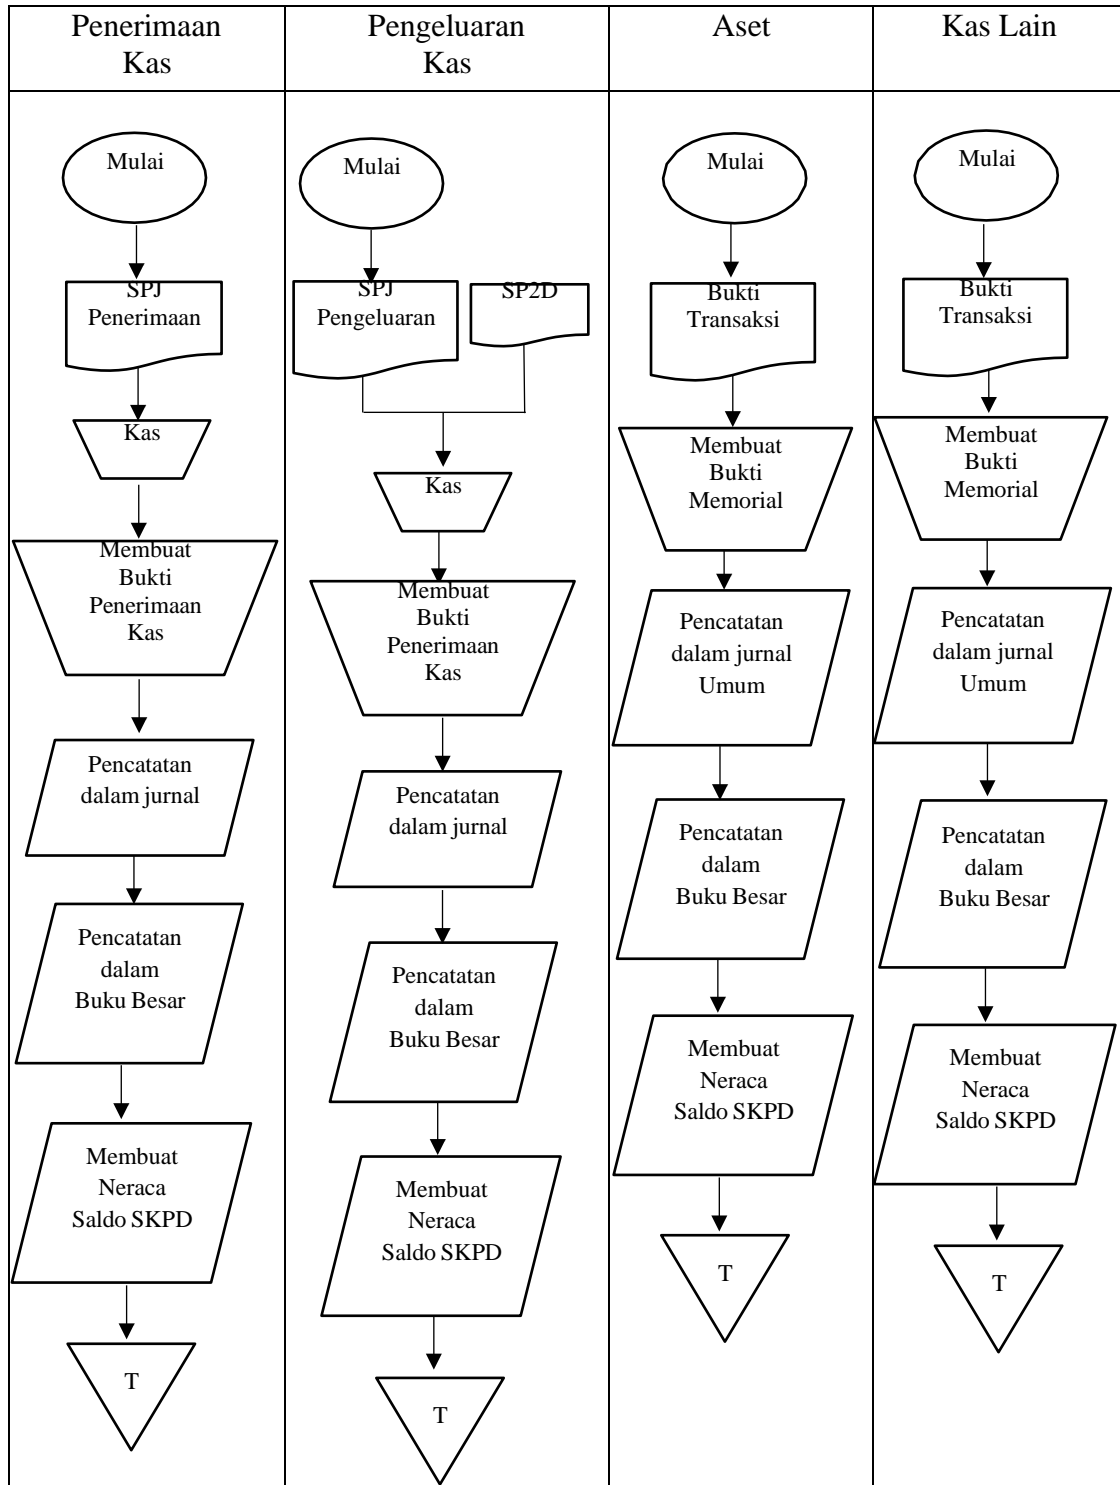 Penerimaan
Kas
Pengeluaran
Kas
Aset
Kas Lain
Mulai
SPJ
Penerimaan
Kas
Membuat
Bukti
Penerimaan
Kas
Pencatatan
dalam jurnal
Pencatatan
dalam
Buku Besar
Membuat
Neraca
Saldo SKPD
T
Mulai
SPJ
Pengeluaran
SP2D
Kas
Membuat
Bukti
Penerimaan
Kas
Pencatatan
dalam jurnal
Pencatatan
dalam
Buku Besar
Membuat
Neraca
Saldo SKPD
T
Mulai
Bukti
Transaksi
Membuat
Bukti
Memorial
Pencatatan
dalam jurnal
Umum
Pencatatan
dalam
Buku Besar
Membuat
Neraca
Saldo SKPD
T
Mulai
Bukti
Transaksi
Membuat
Bukti
Memorial
Pencatatan
dalam jurnal
Umum
Pencatatan
dalam
Buku Besar
Membuat
Neraca
Saldo SKPD
T